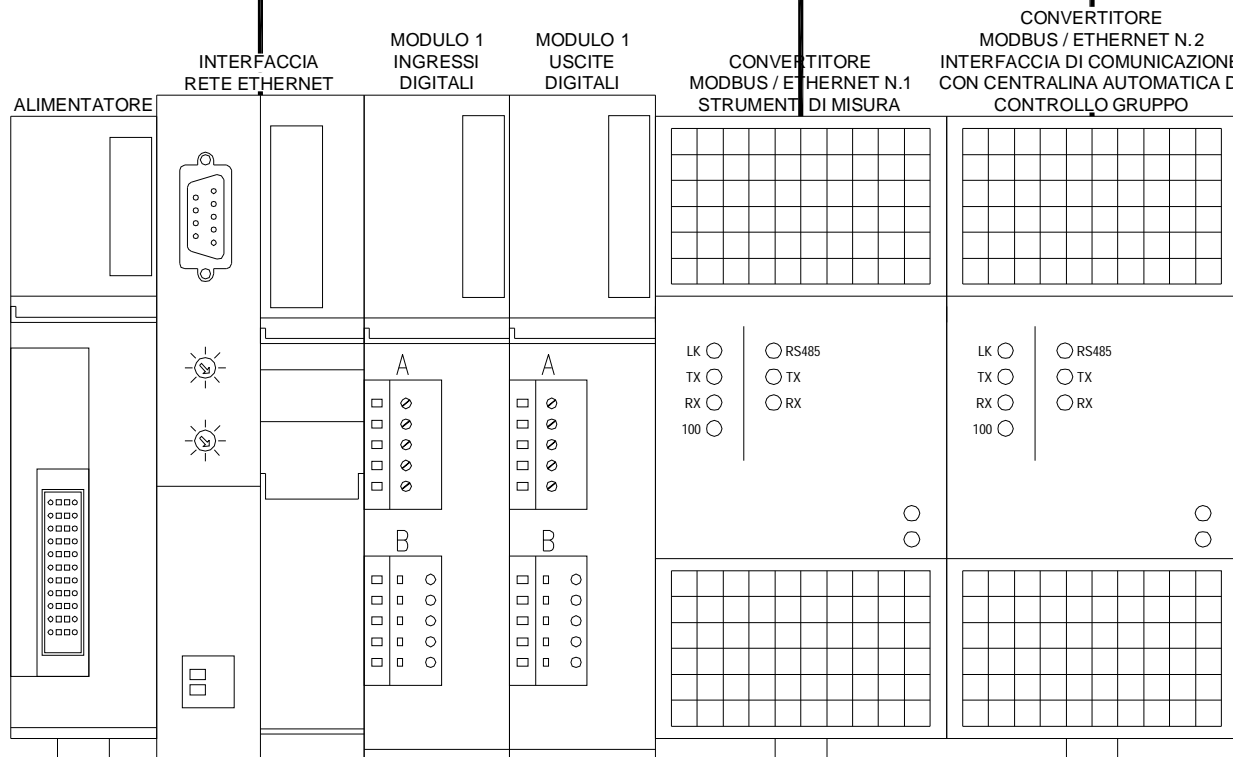 ALIMENTATORE
INTERFACCIA
RETE ETHERNET
MODULO 1
INGRESSI
DIGITALI
MODULO 1
USCITE
DIGITALI
CONVERTITORE
MODBUS / ETHERNET N.1
STRUMENTI DI MISURA
CONVERTITORE
MODBUS / ETHERNET N.2
INTERFACCIA DI COMUNICAZIONE
CON CENTRALINA AUTOMATICA D
CONTROLLO GRUPPO
A
B
A
B
LK
TX
RX
100
RS485
TX
RX
LK
TX
RX
100
RS485
TX
RX